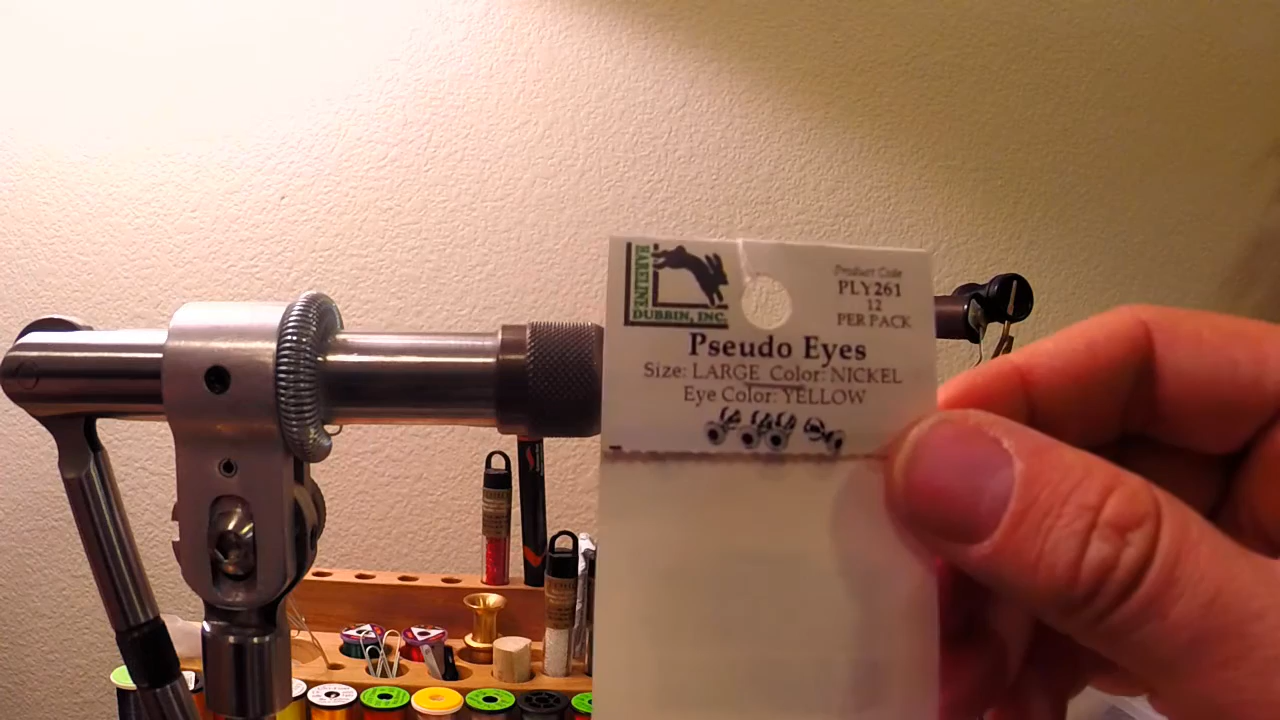 HARELINE
DUBBIN, INC.
Product Code
PLY261
12
PER PACK
Pseudo Eyes
Size: LARGE Color: NICKEL
Eye Color: YELLOW